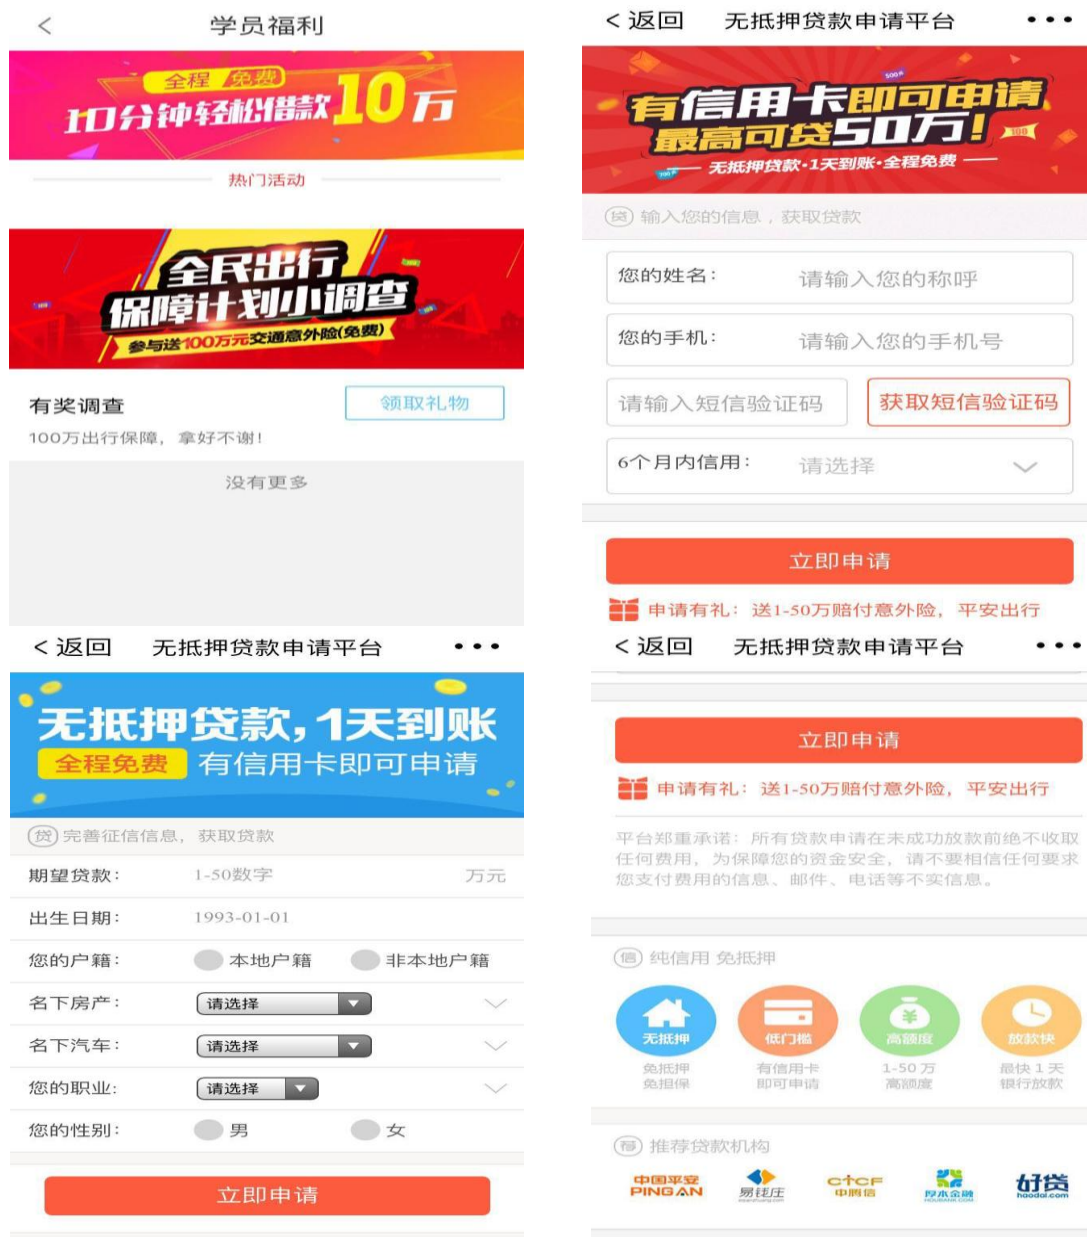 学员福利
全程 免费
10分钟轻松借款10万
热门活动
全民出行
保障计划小调查
参与送100万元交通意外险(免费)
有奖调查
领取礼物
100万出行保障，拿好不谢!
没有更多
<返回 无抵押贷款申请平台
有信用卡即可申请
最高可贷50万!
无抵押贷款·1天到账·全程免费
贷 输入您的信息，获取贷款
您的姓名： 请输入您的称呼
您的手机： 请输入您的手机号
请输入短信验证码 获取短信验证码
6个月内信用： 请选择
立即申请
申请有礼：送1-50万赔付意外险，平安出行
<返回 无抵押贷款申请平台
无抵押贷款,1天到账
全程免费 有信用卡即可申请
贷 完善征信信息，获取贷款
期望贷款： 1-50数字 万元
出生日期： 1993-01-01
您的户籍： 本地户籍 非本地户籍
名下房产： 请选择
名下汽车： 请选择
您的职业: 请选择
您的性别： 男 女
立即申请
<返回 无抵押贷款申请平台
立即申请
申请有礼：送1-50万赔付意外险，平安出行
平台郑重承诺：所有贷款申请在未成功放款前绝不收取
任何费用，为保障您的资金安全，请不要相信任何要求
您支付费用的信息、邮件、电话等不实信息。
信 纯信用 免抵押
无抵押 低门槛 高额度 放款快
免抵押 有信用卡 1-50万 最快1天
免担保 即可申请 高额度 银行放款
荐 推荐贷款机构
中国平安 易钱庄 CTCF 厚本金融 好贷
PING AN 中腾信 haodai.com